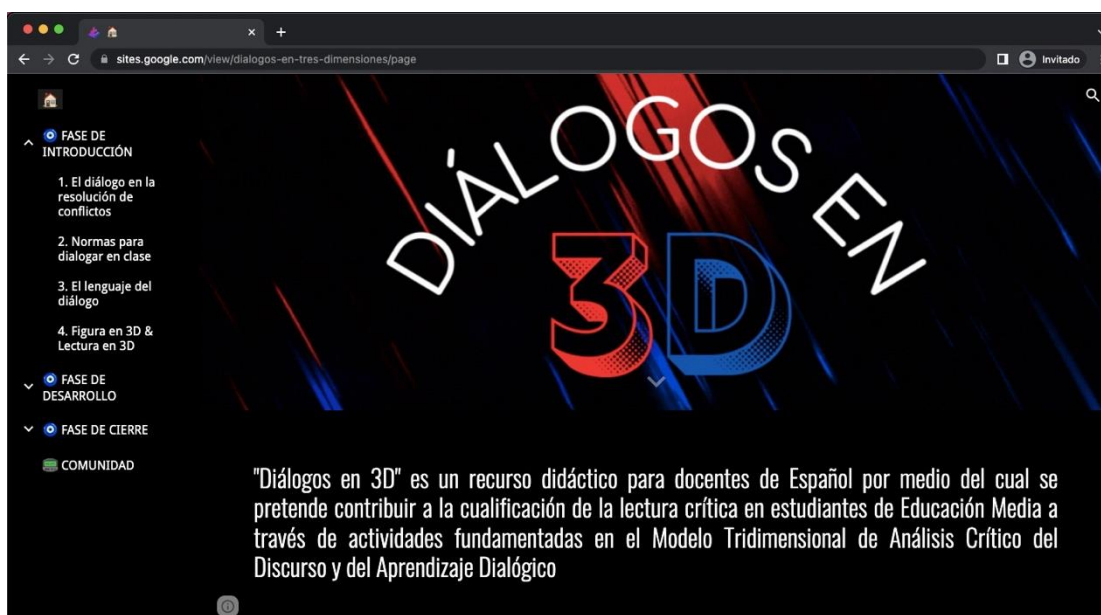 sites.google.com/view/dialogos-en-tres-dimensiones/page
Invitado
FASE DE
INTRODUCCIÓN
1. El diálogo en la
resolución de
conflictos
2. Normas para
dialogar en clase
3. El lenguaje del
diálogo
4. Figura en 3D &
Lectura en 3D
FASE DE
DESARROLLO
FASE DE CIERRE
COMUNIDAD
DIÁLOGOS EN
3D
"Diálogos en 3D" es un recurso didáctico para docentes de Español por medio del cual se
pretende contribuir a la cualificación de la lectura crítica en estudiantes de Educación Media a
través de actividades fundamentadas en el Modelo Tridimensional de Análisis Crítico del
Discurso y del Aprendizaje Dialógico